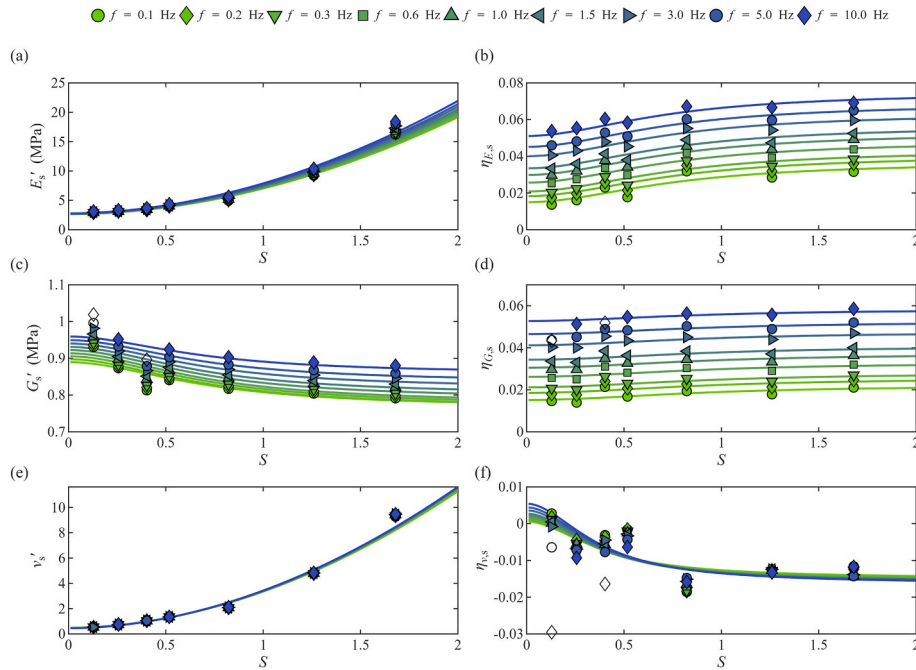 f = 0.1 Hz f = 0.2 Hz f = 0.3 Hz f = 0.6 Hz f = 1.0 Hz f = 1.5 Hz f = 3.0 Hz f = 5.0 Hz f = 10.0 Hz
(a)
25
20
15
10
5
0
E_s′ (MPa)
0 0.5 1 1.5 2
S
(b)
0.08
0.06
0.04
0.02
0
η_E,s
0 0.5 1 1.5 2
S
(c)
1.1
1
0.9
0.8
0.7
G_s′ (MPa)
0 0.5 1 1.5 2
S
(d)
0.06
0.04
0.02
0
η_G,s
0 0.5 1 1.5 2
S
(e)
10
8
6
4
2
0
ν_s′
0 0.5 1 1.5 2
S
(f)
0.01
0
-0.01
-0.02
-0.03
η_ν,s
0 0.5 1 1.5 2
S